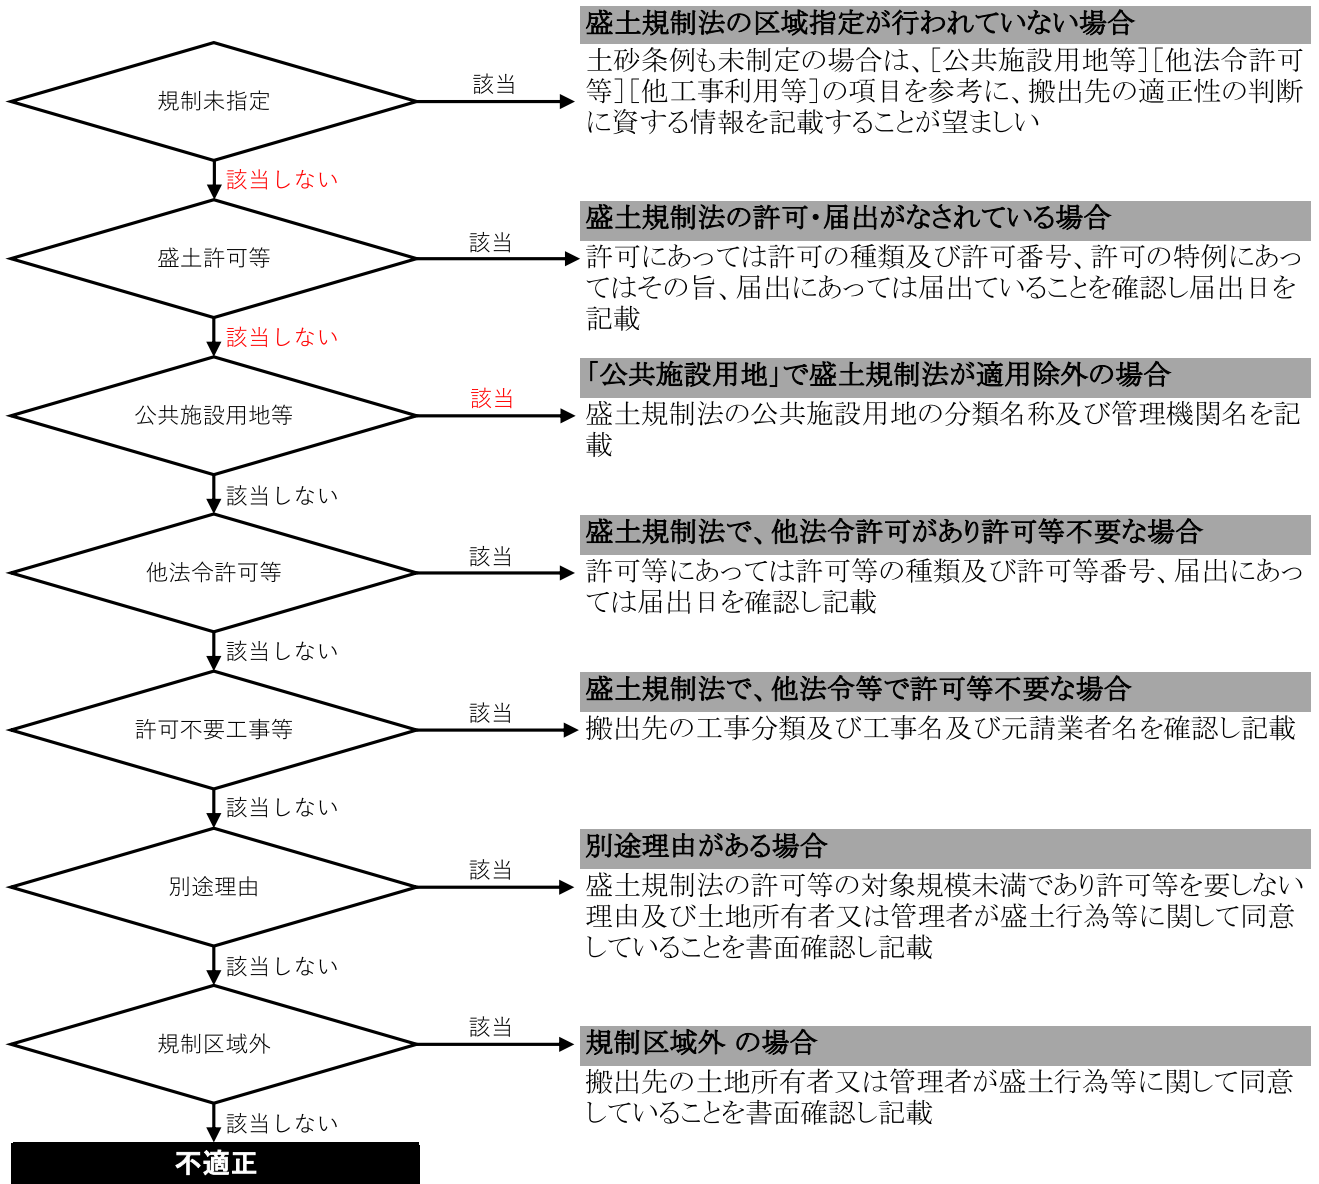 盛土規制法の区域指定が行われていない場合
規制未指定
該当
土砂条例も未制定の場合は、[公共施設用地等][他法令許可
等][他工事利用等]の項目を参考に、搬出先の適正性の判断
に資する情報を記載することが望ましい
該当しない
盛土規制法の許可・届出がなされている場合
盛土許可等
該当
許可にあっては許可の種類及び許可番号、許可の特例にあっ
てはその旨、届出にあっては届出ていることを確認し届出日を
記載
該当しない
「公共施設用地」で盛土規制法が適用除外の場合
公共施設用地等
該当
盛土規制法の公共施設用地の分類名称及び管理機関名を記
載
該当しない
盛土規制法で、他法令許可があり許可等不要な場合
他法令許可等
該当
許可等にあっては許可等の種類及び許可等番号、届出にあっ
ては届出日を確認し記載
該当しない
盛土規制法で、他法令等で許可等不要な場合
許可不要工事等
該当
搬出先の工事分類及び工事名及び元請業者名を確認し記載
該当しない
別途理由がある場合
別途理由
該当
盛土規制法の許可等の対象規模未満であり許可等を要しない
理由及び土地所有者又は管理者が盛土行為等に関して同意
していることを書面確認し記載
該当しない
規制区域外 の場合
規制区域外
該当
搬出先の土地所有者又は管理者が盛土行為等に関して同意
していることを書面確認し記載
該当しない
不適正